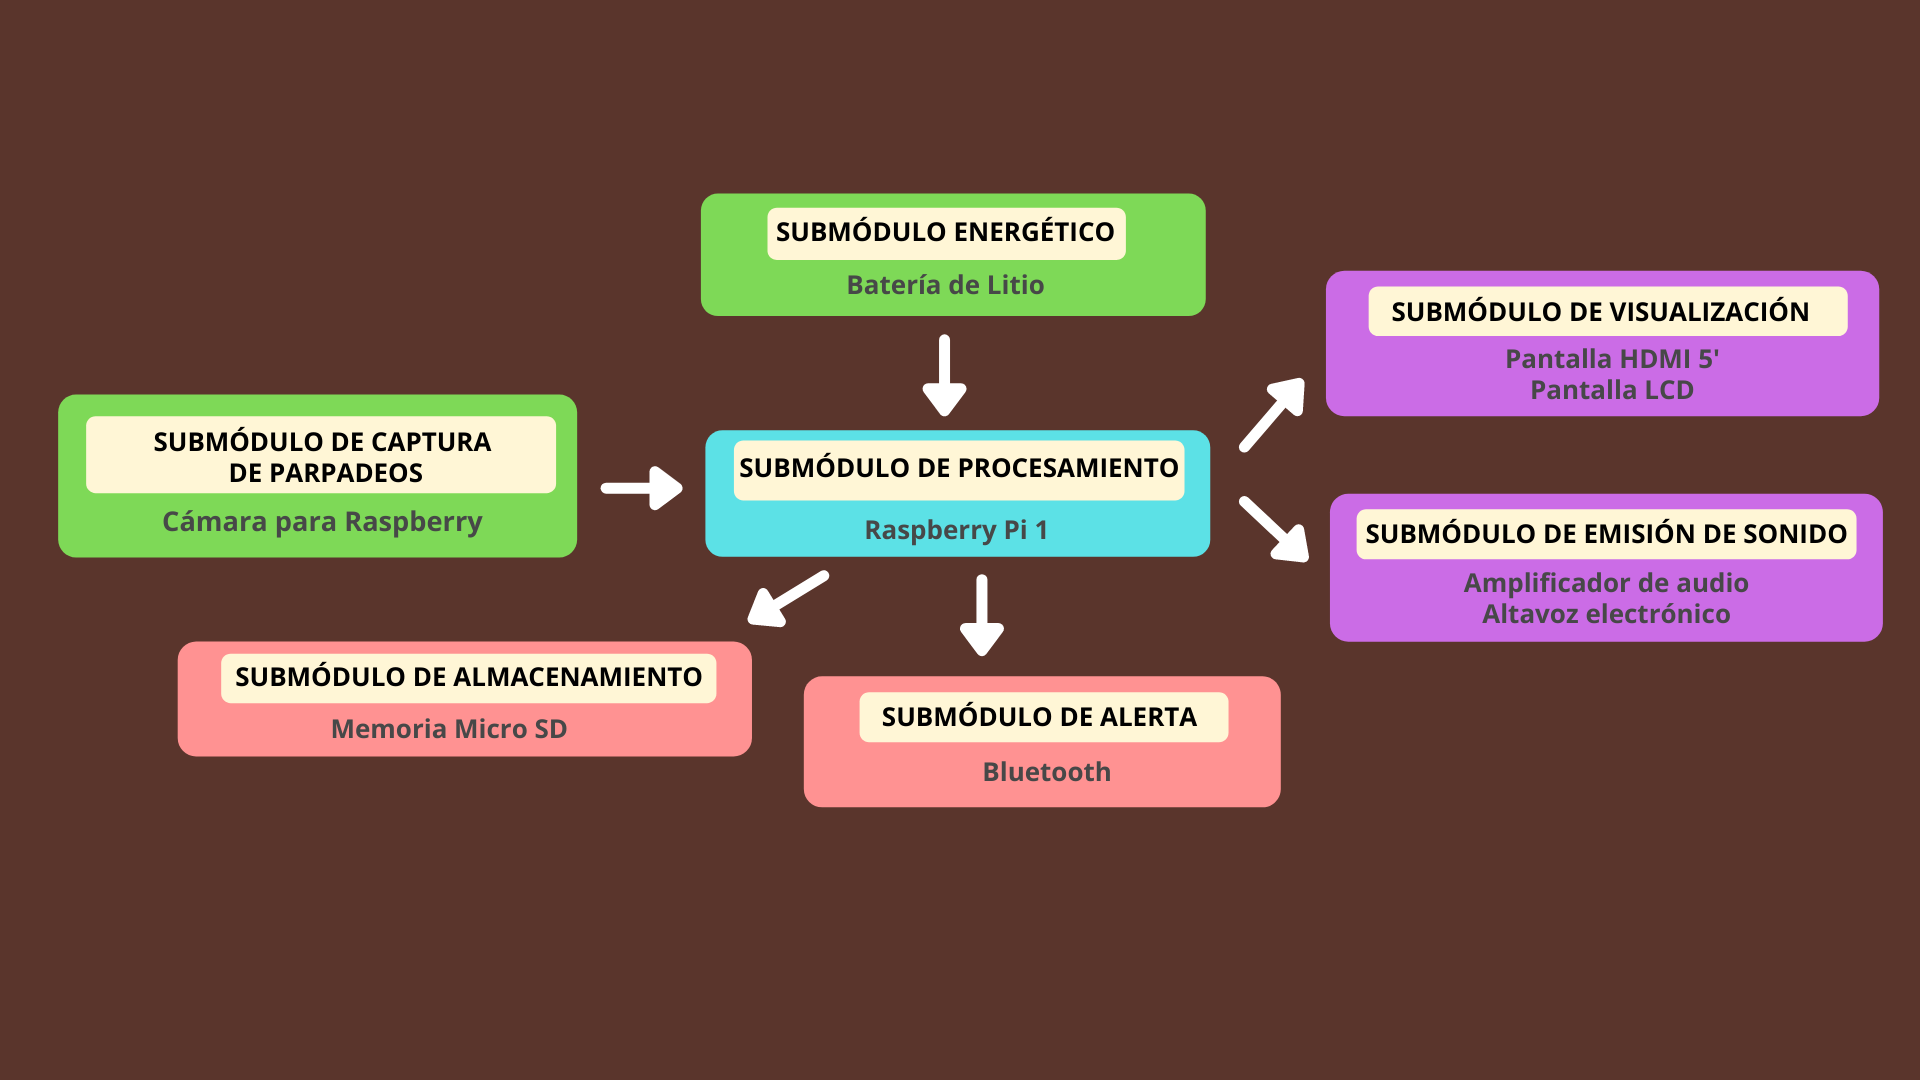 SUBMÓDULO ENERGÉTICO
Batería de Litio
SUBMÓDULO DE VISUALIZACIÓN
Pantalla HDMI 5'
Pantalla LCD
SUBMÓDULO DE CAPTURA
DE PARPADEOS
Cámara para Raspberry
SUBMÓDULO DE PROCESAMIENTO
Raspberry Pi 1
SUBMÓDULO DE EMISIÓN DE SONIDO
Amplificador de audio
Altavoz electrónico
SUBMÓDULO DE ALMACENAMIENTO
Memoria Micro SD
SUBMÓDULO DE ALERTA
Bluetooth